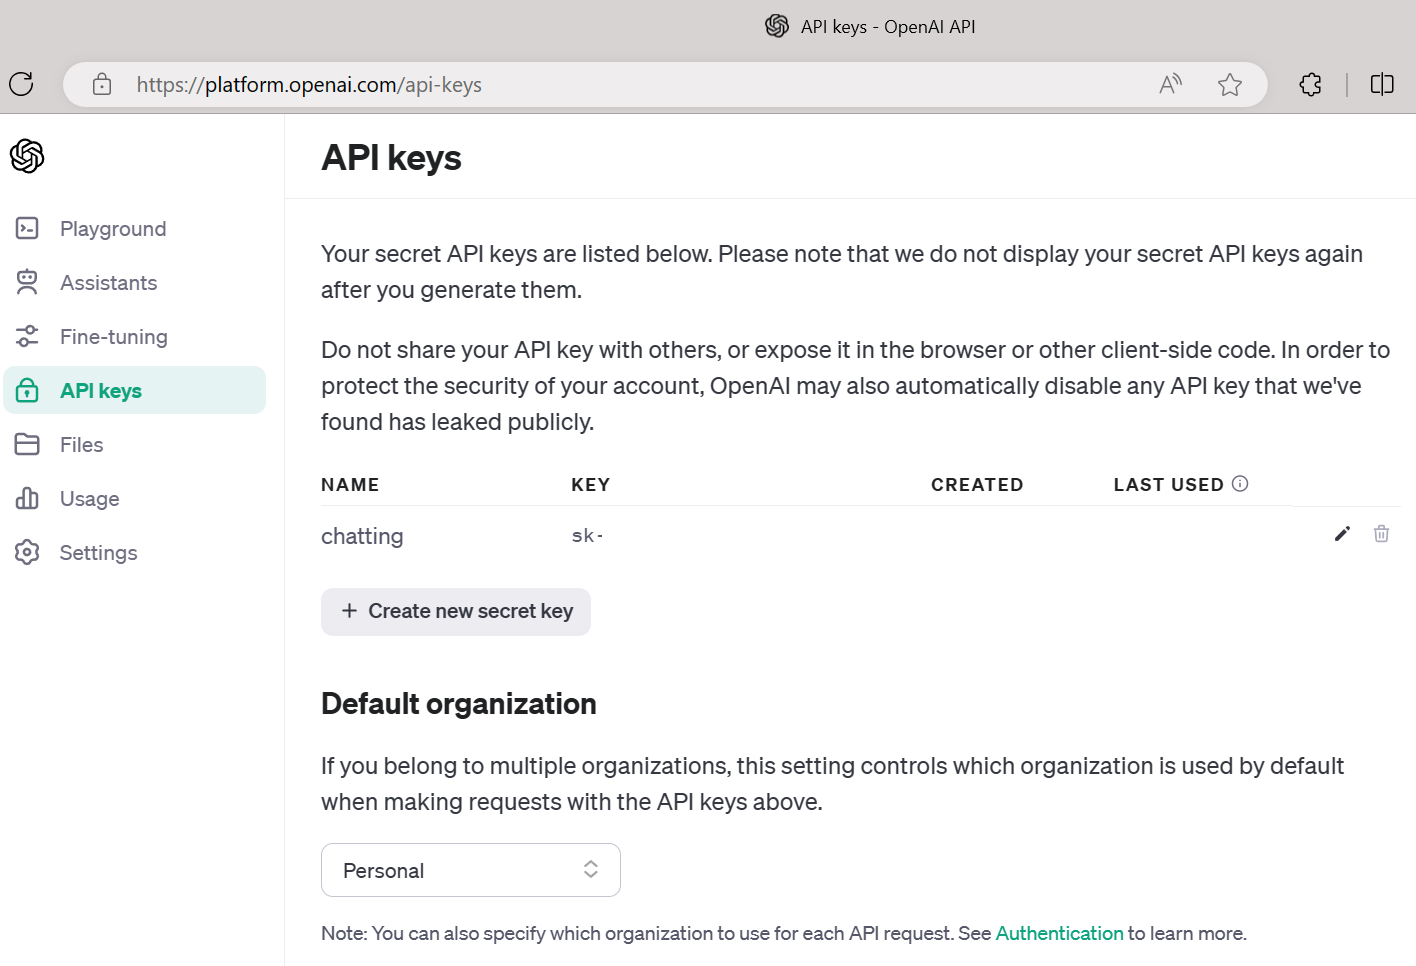 API keys - OpenAI API
https://platform.openai.com/api-keys
API keys
Playground
Assistants
Fine-tuning
API keys
Files
Usage
Settings
Your secret API keys are listed below. Please note that we do not display your secret API keys again
after you generate them.
Do not share your API key with others, or expose it in the browser or other client-side code. In order to
protect the security of your account, OpenAI may also automatically disable any API key that we've
found has leaked publicly.
NAME KEY CREATED LAST USED
chatting sk-
+ Create new secret key
Default organization
If you belong to multiple organizations, this setting controls which organization is used by default
when making requests with the API keys above.
Personal
Note: You can also specify which organization to use for each API request. See Authentication to learn more.